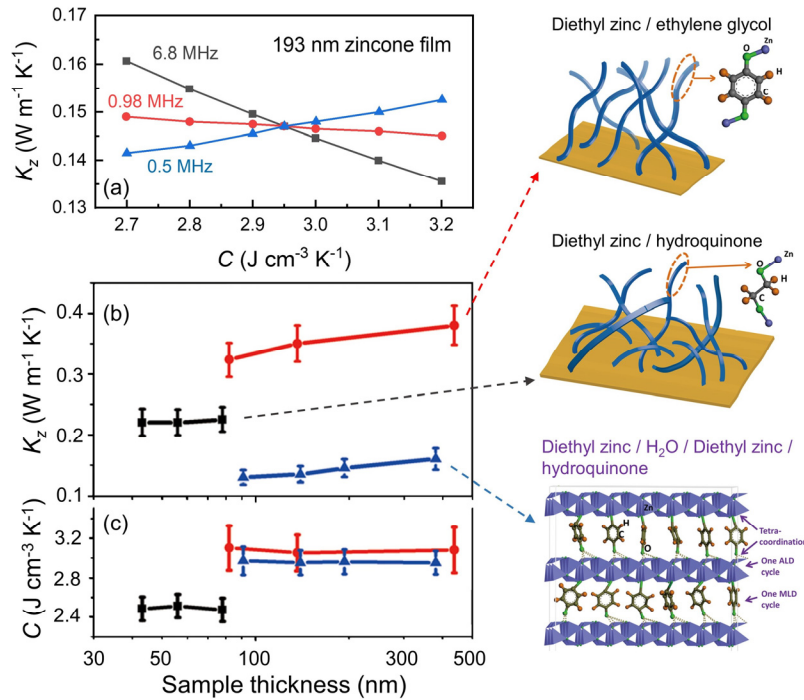 0.17
0.16
0.15
0.14
0.13
K_z (W m⁻¹ K⁻¹)
6.8 MHz
193 nm zincone film
0.98 MHz
0.5 MHz
(a)
2.7 2.8 2.9 3.0 3.1 3.2
C (J cm⁻³ K⁻¹)
(b)
0.4
0.3
0.2
0.1
K_z (W m⁻¹ K⁻¹)
(c)
3.2
2.8
2.4
C (J cm⁻³ K⁻¹)
30 100 400 500
Sample thickness (nm)
Diethyl zinc / ethylene glycol
Zn
O
H
C
Diethyl zinc / hydroquinone
Zn
O
H
C
Diethyl zinc / H₂O / Diethyl zinc /
hydroquinone
Zn
H
C
O
Tetra-
coordination
One ALD
cycle
One MLD
cycle